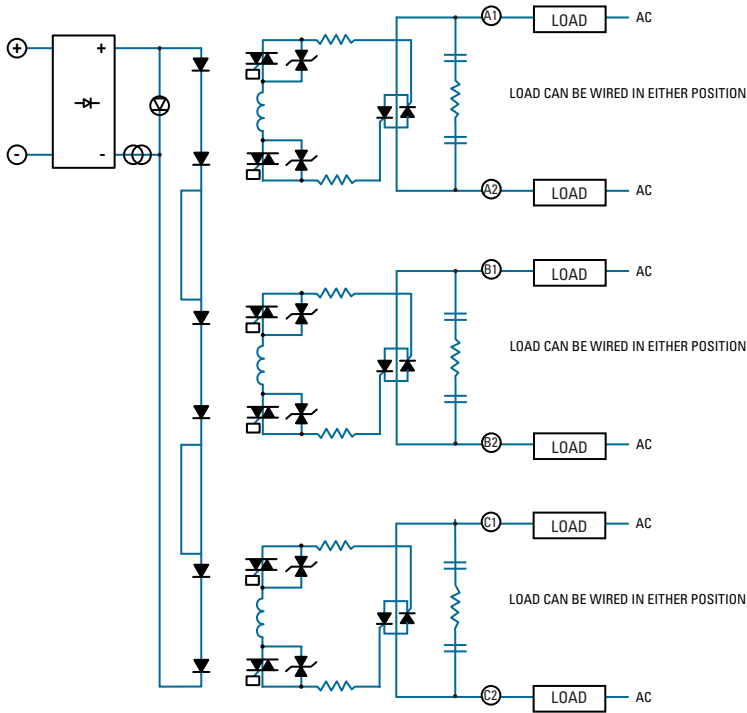 A1 LOAD AC
+ +
LOAD CAN BE WIRED IN EITHER POSITION
- -
A2 LOAD AC
B1 LOAD AC
LOAD CAN BE WIRED IN EITHER POSITION
B2 LOAD AC
C1 LOAD AC
LOAD CAN BE WIRED IN EITHER POSITION
C2 LOAD AC